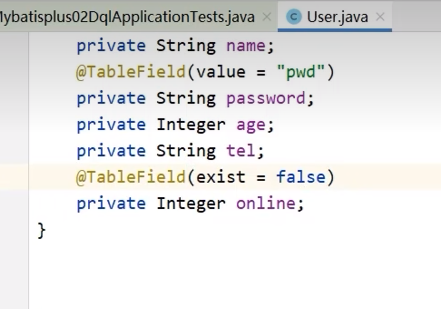 Mybatisplus02DqlApplicationTests.java × User.java ×
private String name;
@TableField(value = "pwd")
private String password;
private Integer age;
private String tel;
@TableField(exist = false)
private Integer online;
}